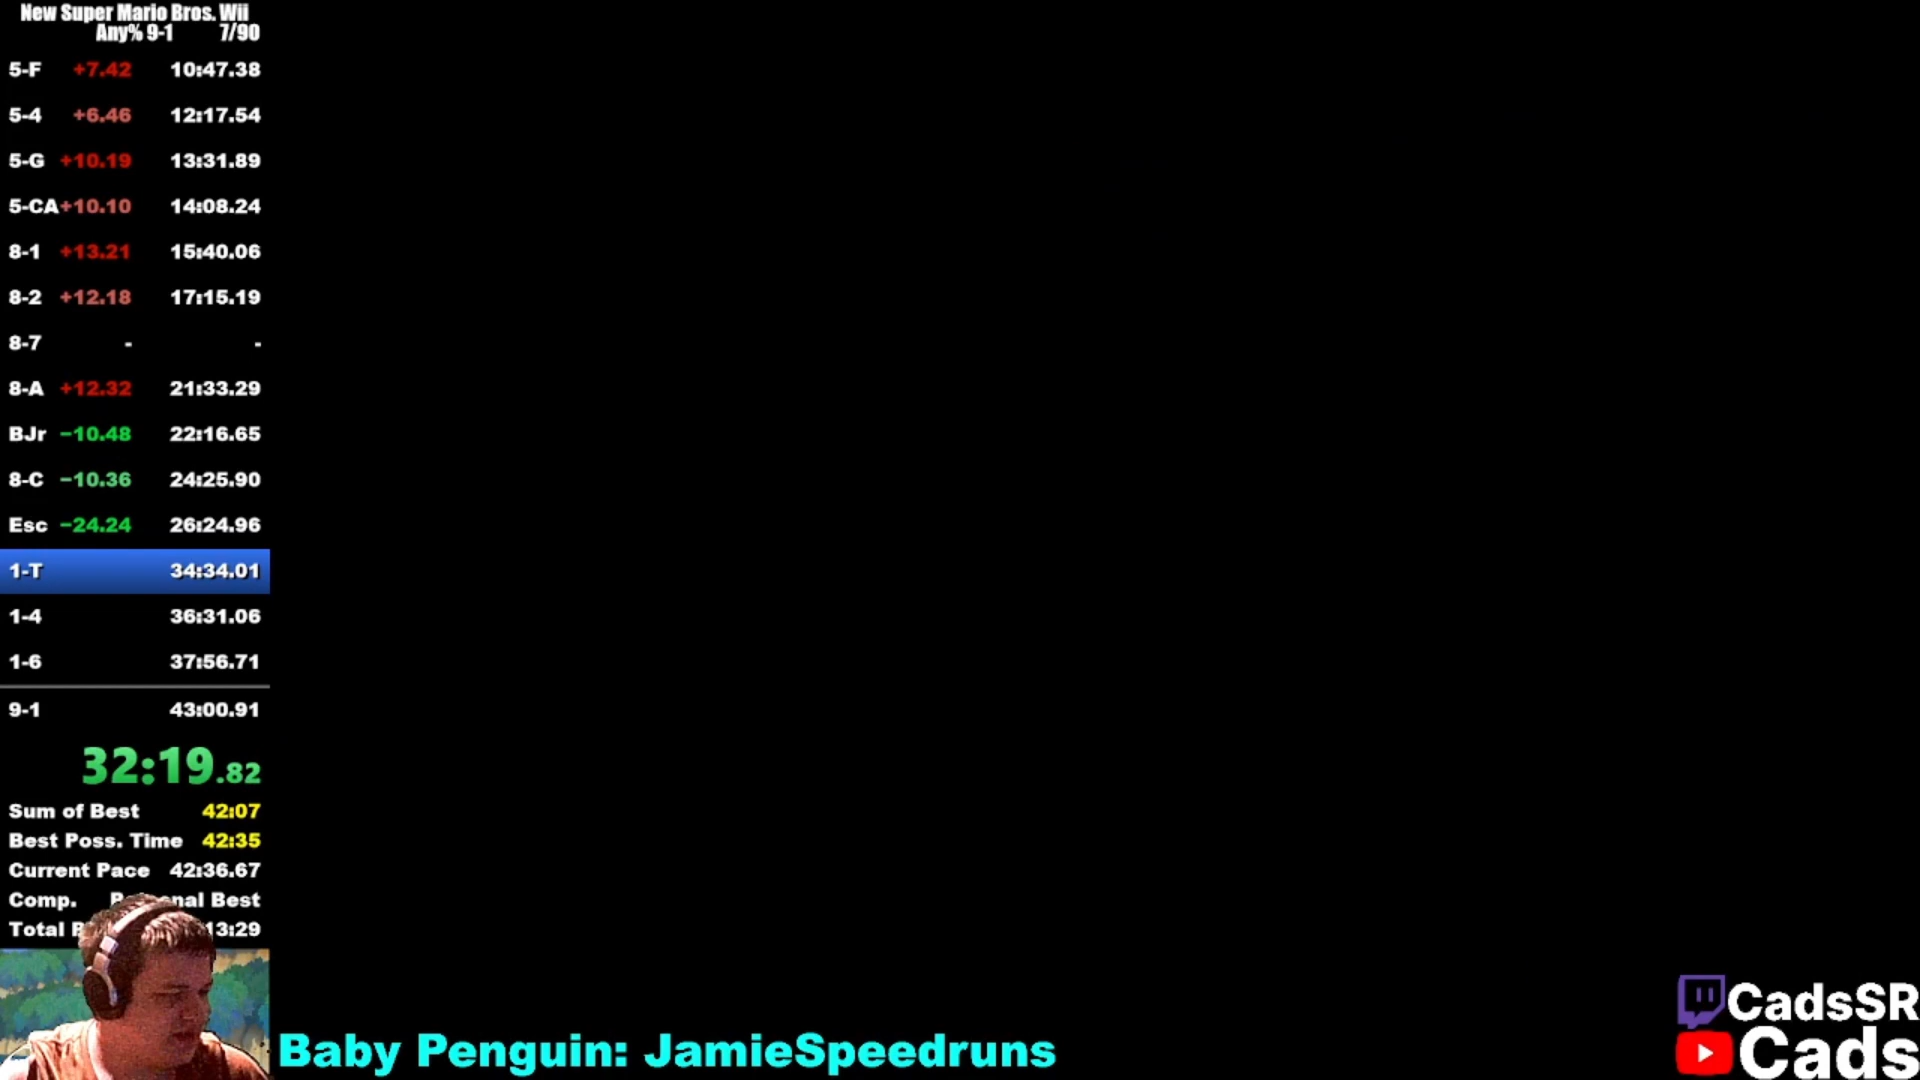 New Super Mario Bros. Wii
Any% 9-1 7/90
5-F +7.42 10:47.38
5-4 +6.46 12:17.54
5-G +10.19 13:31.89
5-CA +10.10 14:08.24
8-1 +13.21 15:40.06
8-2 +12.18 17:15.19
8-7 - -
8-A +12.32 21:33.29
BJr −10.48 22:16.65
8-C −10.36 24:25.90
Esc −24.24 26:24.96
1-T 34:34.01
1-4 36:31.06
1-6 37:56.71
9-1 43:00.91
32:19.82
Sum of Best 42:07
Best Poss. Time 42:35
Current Pace 42:36.67
Comp. Best
Total 13:29
Baby Penguin: JamieSpeedruns
CadsSR
Cads